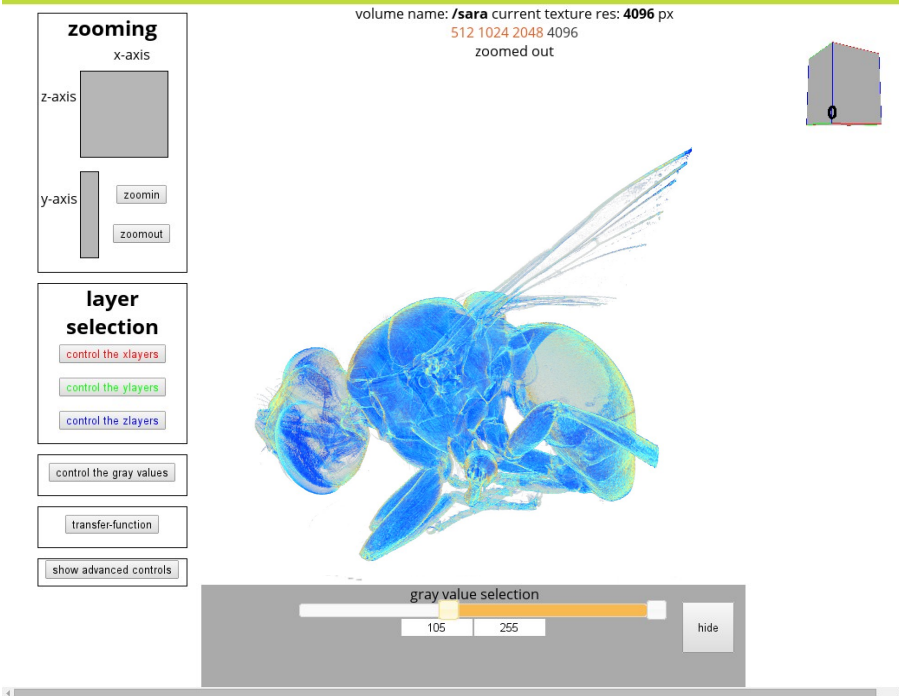 volume name: /sara current texture res: 4096 px
512 1024 2048 4096
zoomed out
zooming
x-axis
z-axis
y-axis
zoomin
zoomout
layer
selection
control the xlayers
control the ylayers
control the zlayers
control the gray values
transfer-function
show advanced controls
0
gray value selection
105 255
hide